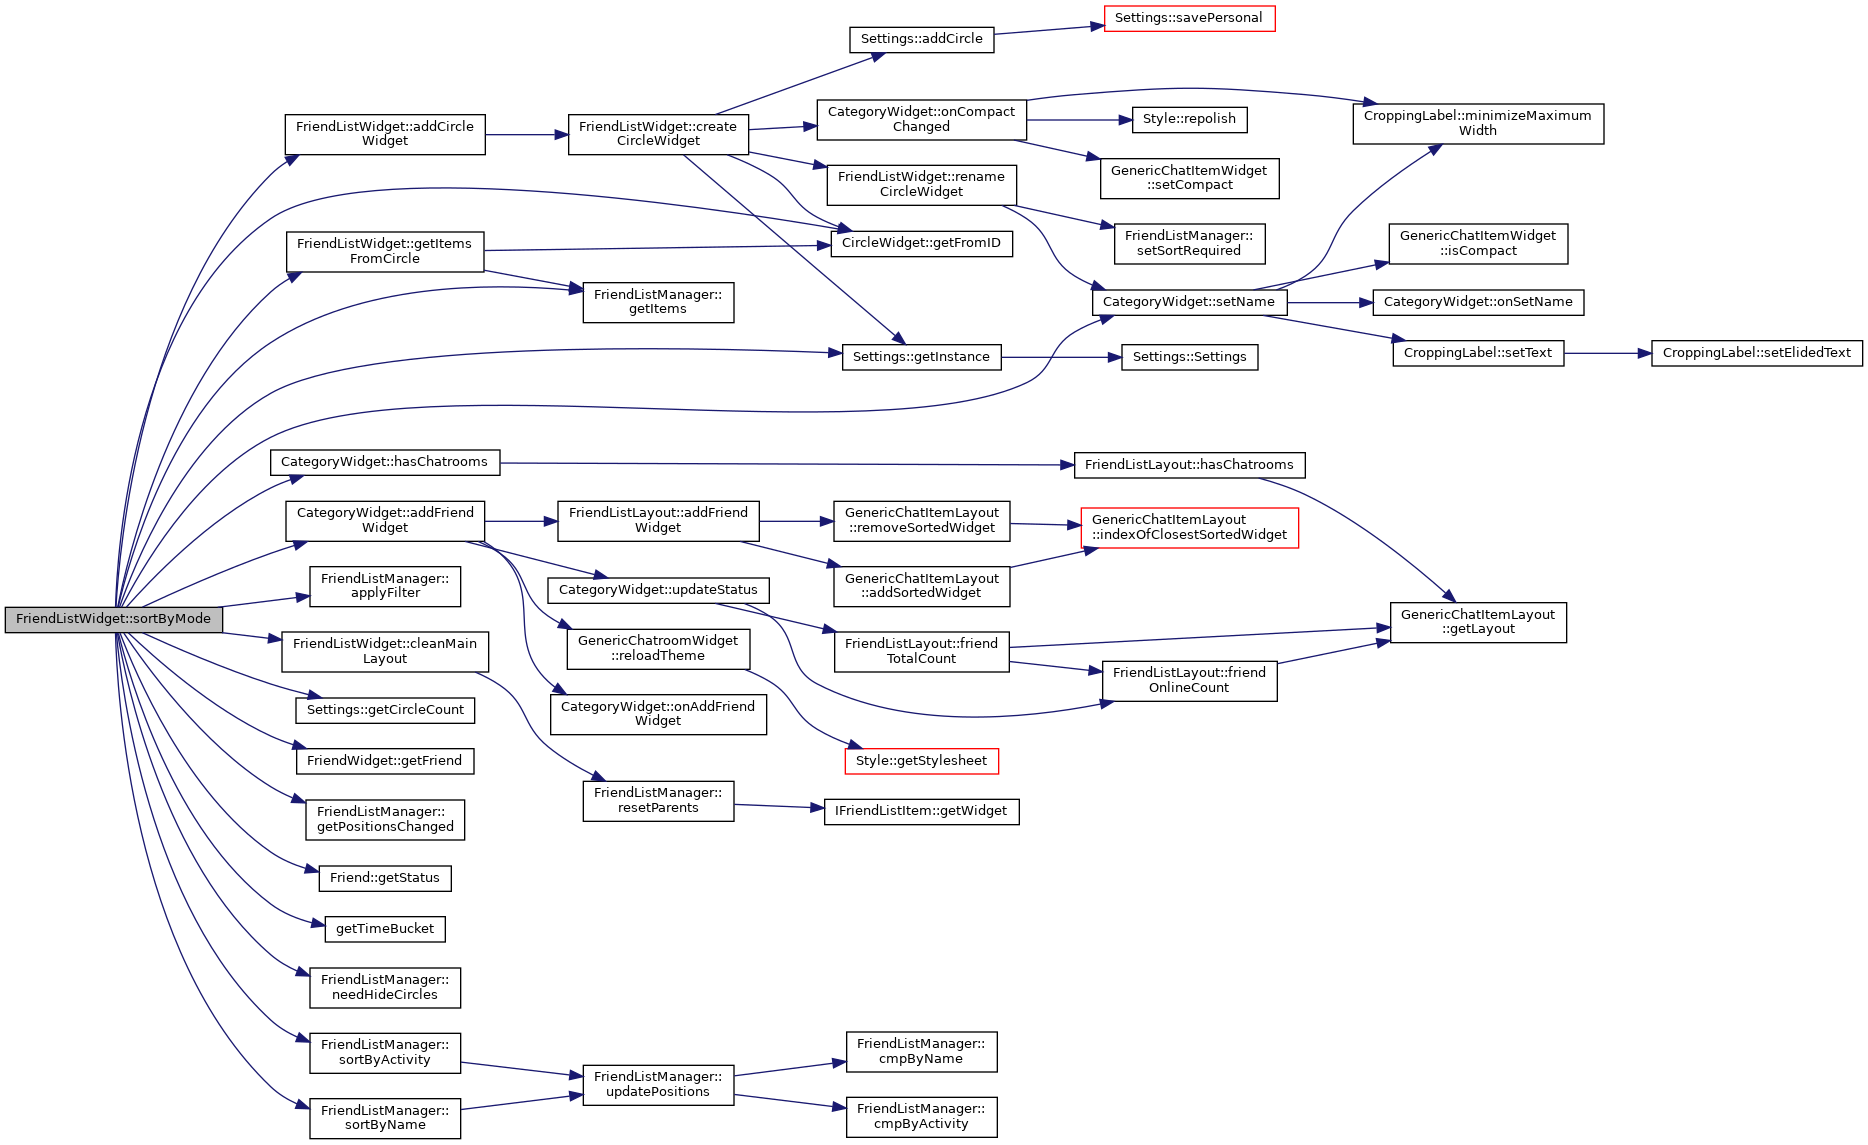 Settings::savePersonal
Settings::addCircle
CategoryWidget::onCompact
Changed
CroppingLabel::minimizeMaximum
Width
Style::repolish
FriendListWidget::addCircle
Widget
FriendListWidget::create
CircleWidget
GenericChatItemWidget
::setCompact
FriendListWidget::rename
CircleWidget
FriendListManager::
setSortRequired
GenericChatItemWidget
::isCompact
FriendListWidget::getItems
FromCircle
CircleWidget::getFromID
FriendListManager::
getItems
CategoryWidget::setName
CategoryWidget::onSetName
Settings::getInstance
Settings::Settings
CroppingLabel::setText
CroppingLabel::setElidedText
CategoryWidget::hasChatrooms
FriendListLayout::hasChatrooms
CategoryWidget::addFriend
Widget
FriendListLayout::addFriend
Widget
GenericChatItemLayout
::removeSortedWidget
GenericChatItemLayout
::indexOfClosestSortedWidget
FriendListManager::
applyFilter
CategoryWidget::updateStatus
GenericChatItemLayout
::addSortedWidget
FriendListWidget::sortByMode
GenericChatItemLayout
::getLayout
FriendListWidget::cleanMain
Layout
GenericChatroomWidget
::reloadTheme
FriendListLayout::friend
TotalCount
FriendListLayout::friend
OnlineCount
Settings::getCircleCount
CategoryWidget::onAddFriend
Widget
FriendWidget::getFriend
Style::getStylesheet
FriendListManager::
getPositionsChanged
FriendListManager::
resetParents
IFriendListItem::getWidget
Friend::getStatus
getTimeBucket
FriendListManager::
needHideCircles
FriendListManager::
sortByActivity
FriendListManager::
updatePositions
FriendListManager::
cmpByName
FriendListManager::
sortByName
FriendListManager::
cmpByActivity